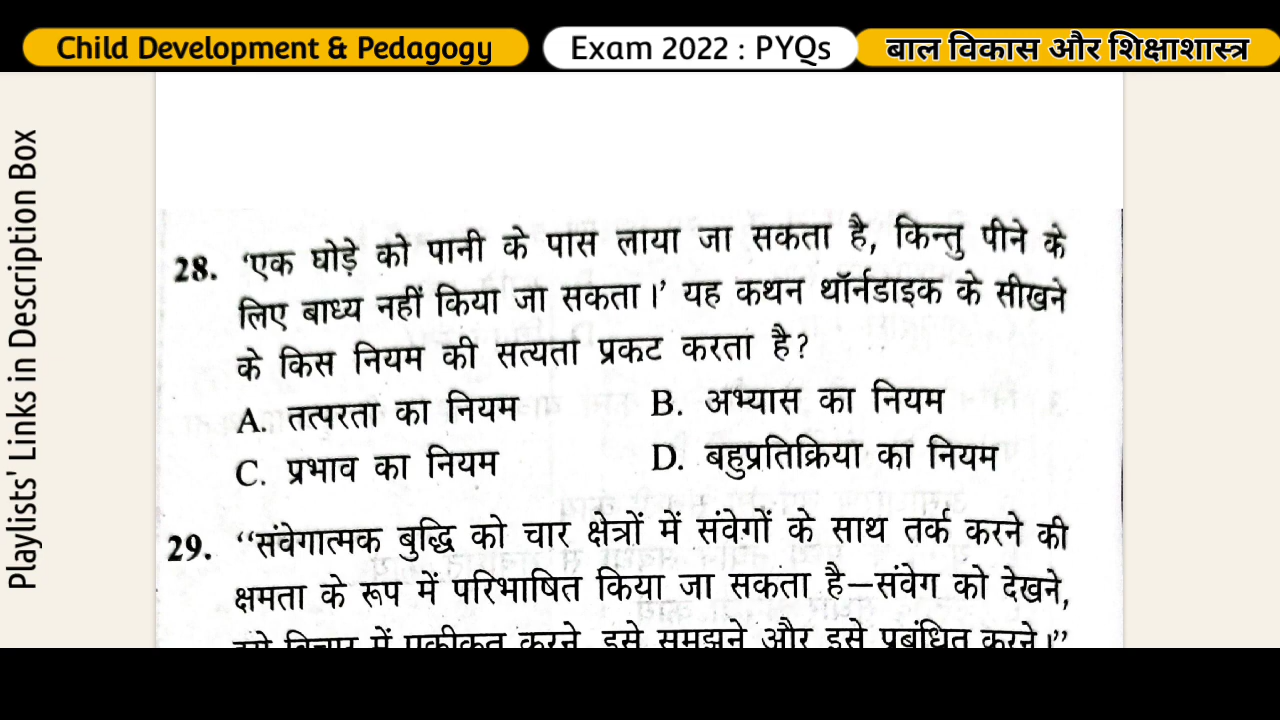 Child Development & Pedagogy
Exam 2022 : PYQs
बाल विकास और शिक्षाशास्त्र
Playlists' Links in Description Box
28. ‘एक घोड़े को पानी के पास लाया जा सकता है, किन्तु पीने के
लिए बाध्य नहीं किया जा सकता।’ यह कथन थॉर्नडाइक के सीखने
के किस नियम की सत्यता प्रकट करता है?
A. तत्परता का नियम
B. अभ्यास का नियम
C. प्रभाव का नियम
D. बहुप्रतिक्रिया का नियम
29. ‘‘संवेगात्मक बुद्धि को चार क्षेत्रों में संवेगों के साथ तर्क करने की
क्षमता के रूप में परिभाषित किया जा सकता है—संवेग को देखने,
विचार में एकीकृत करने, इसे समझने और इसे प्रबंधित करने।’’